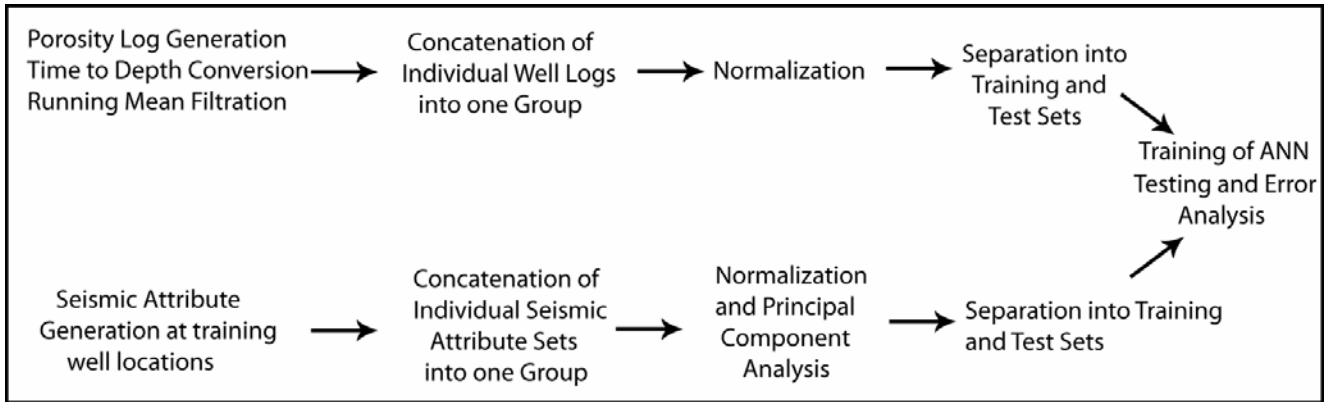 Porosity Log Generation
Time to Depth Conversion
Running Mean Filtration
Concatenation of
Individual Well Logs
into one Group
Normalization
Separation into
Training and
Test Sets
Training of ANN
Testing and Error
Analysis
Seismic Attribute
Generation at training
well locations
Concatenation of
Individual Seismic
Attribute Sets
into one Group
Normalization
and Principal
Component
Analysis
Separation into Training
and Test Sets